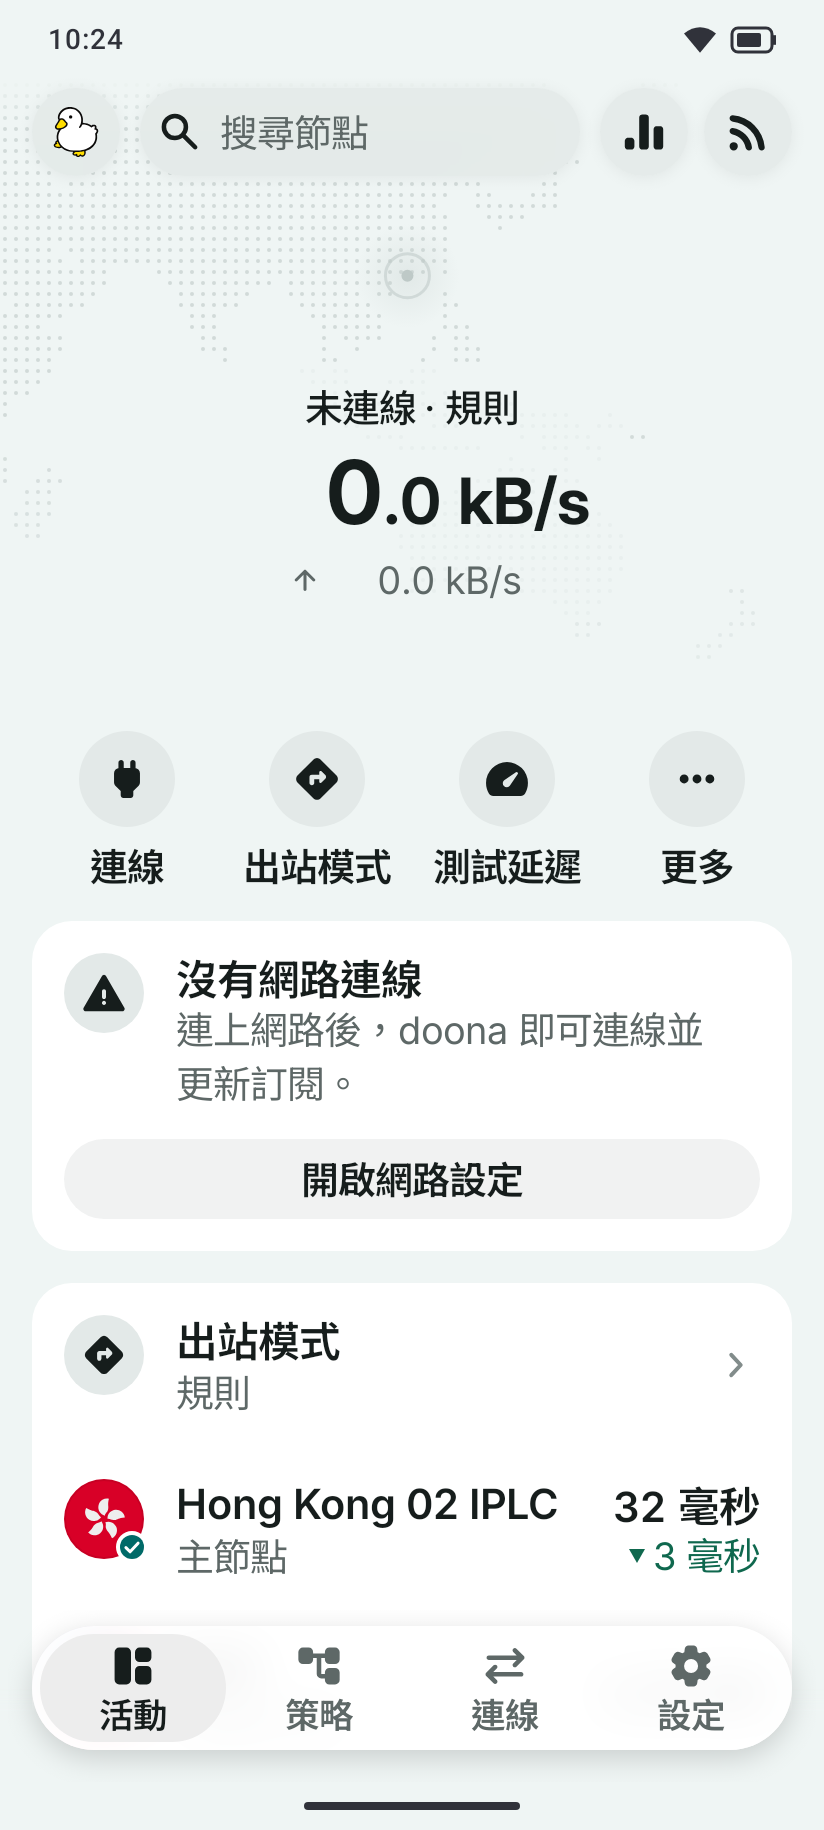 10:24
搜尋節點
未連線 · 規則
0.0 kB/s
↑ 0.0 kB/s
連線
出站模式
測試延遲
更多
沒有網路連線
連上網路後，doona 即可連線並
更新訂閱。
開啟網路設定
出站模式
規則
Hong Kong 02 IPLC
32 毫秒
主節點
▼3 毫秒
活動
策略
連線
設定